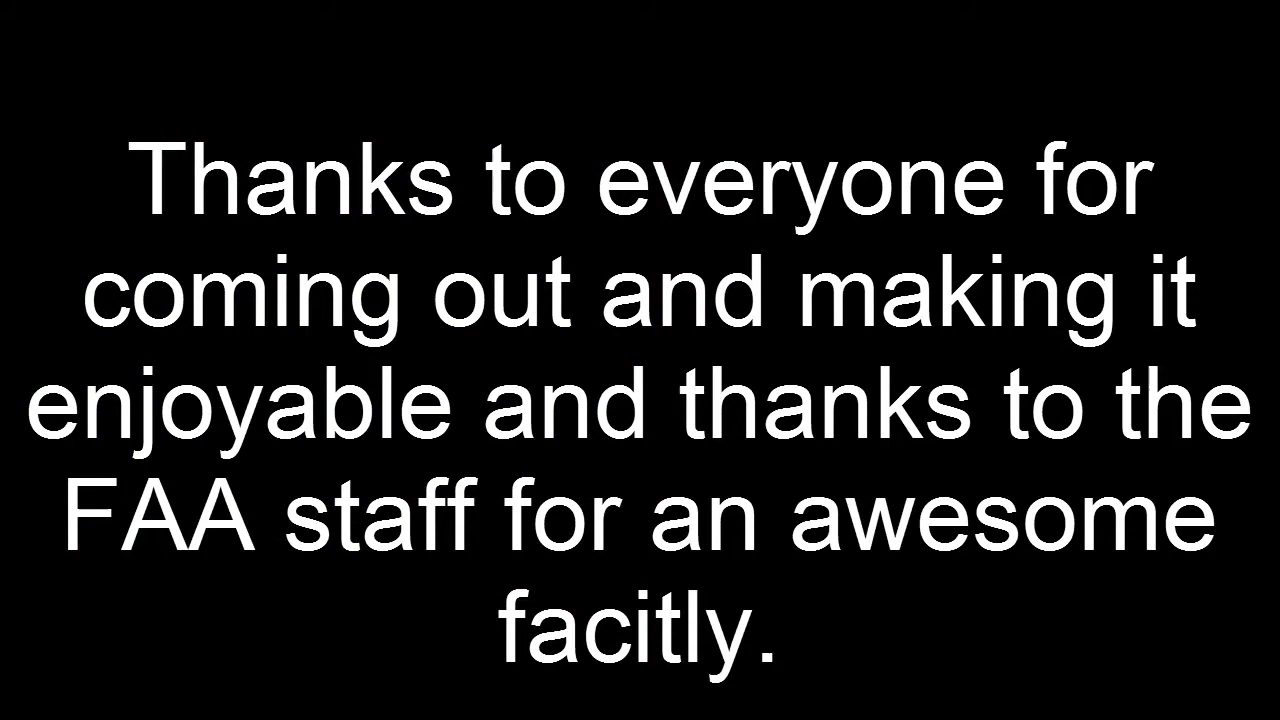 Thanks to everyone for
coming out and making it
enjoyable and thanks to the
FAA staff for an awesome
facitly.